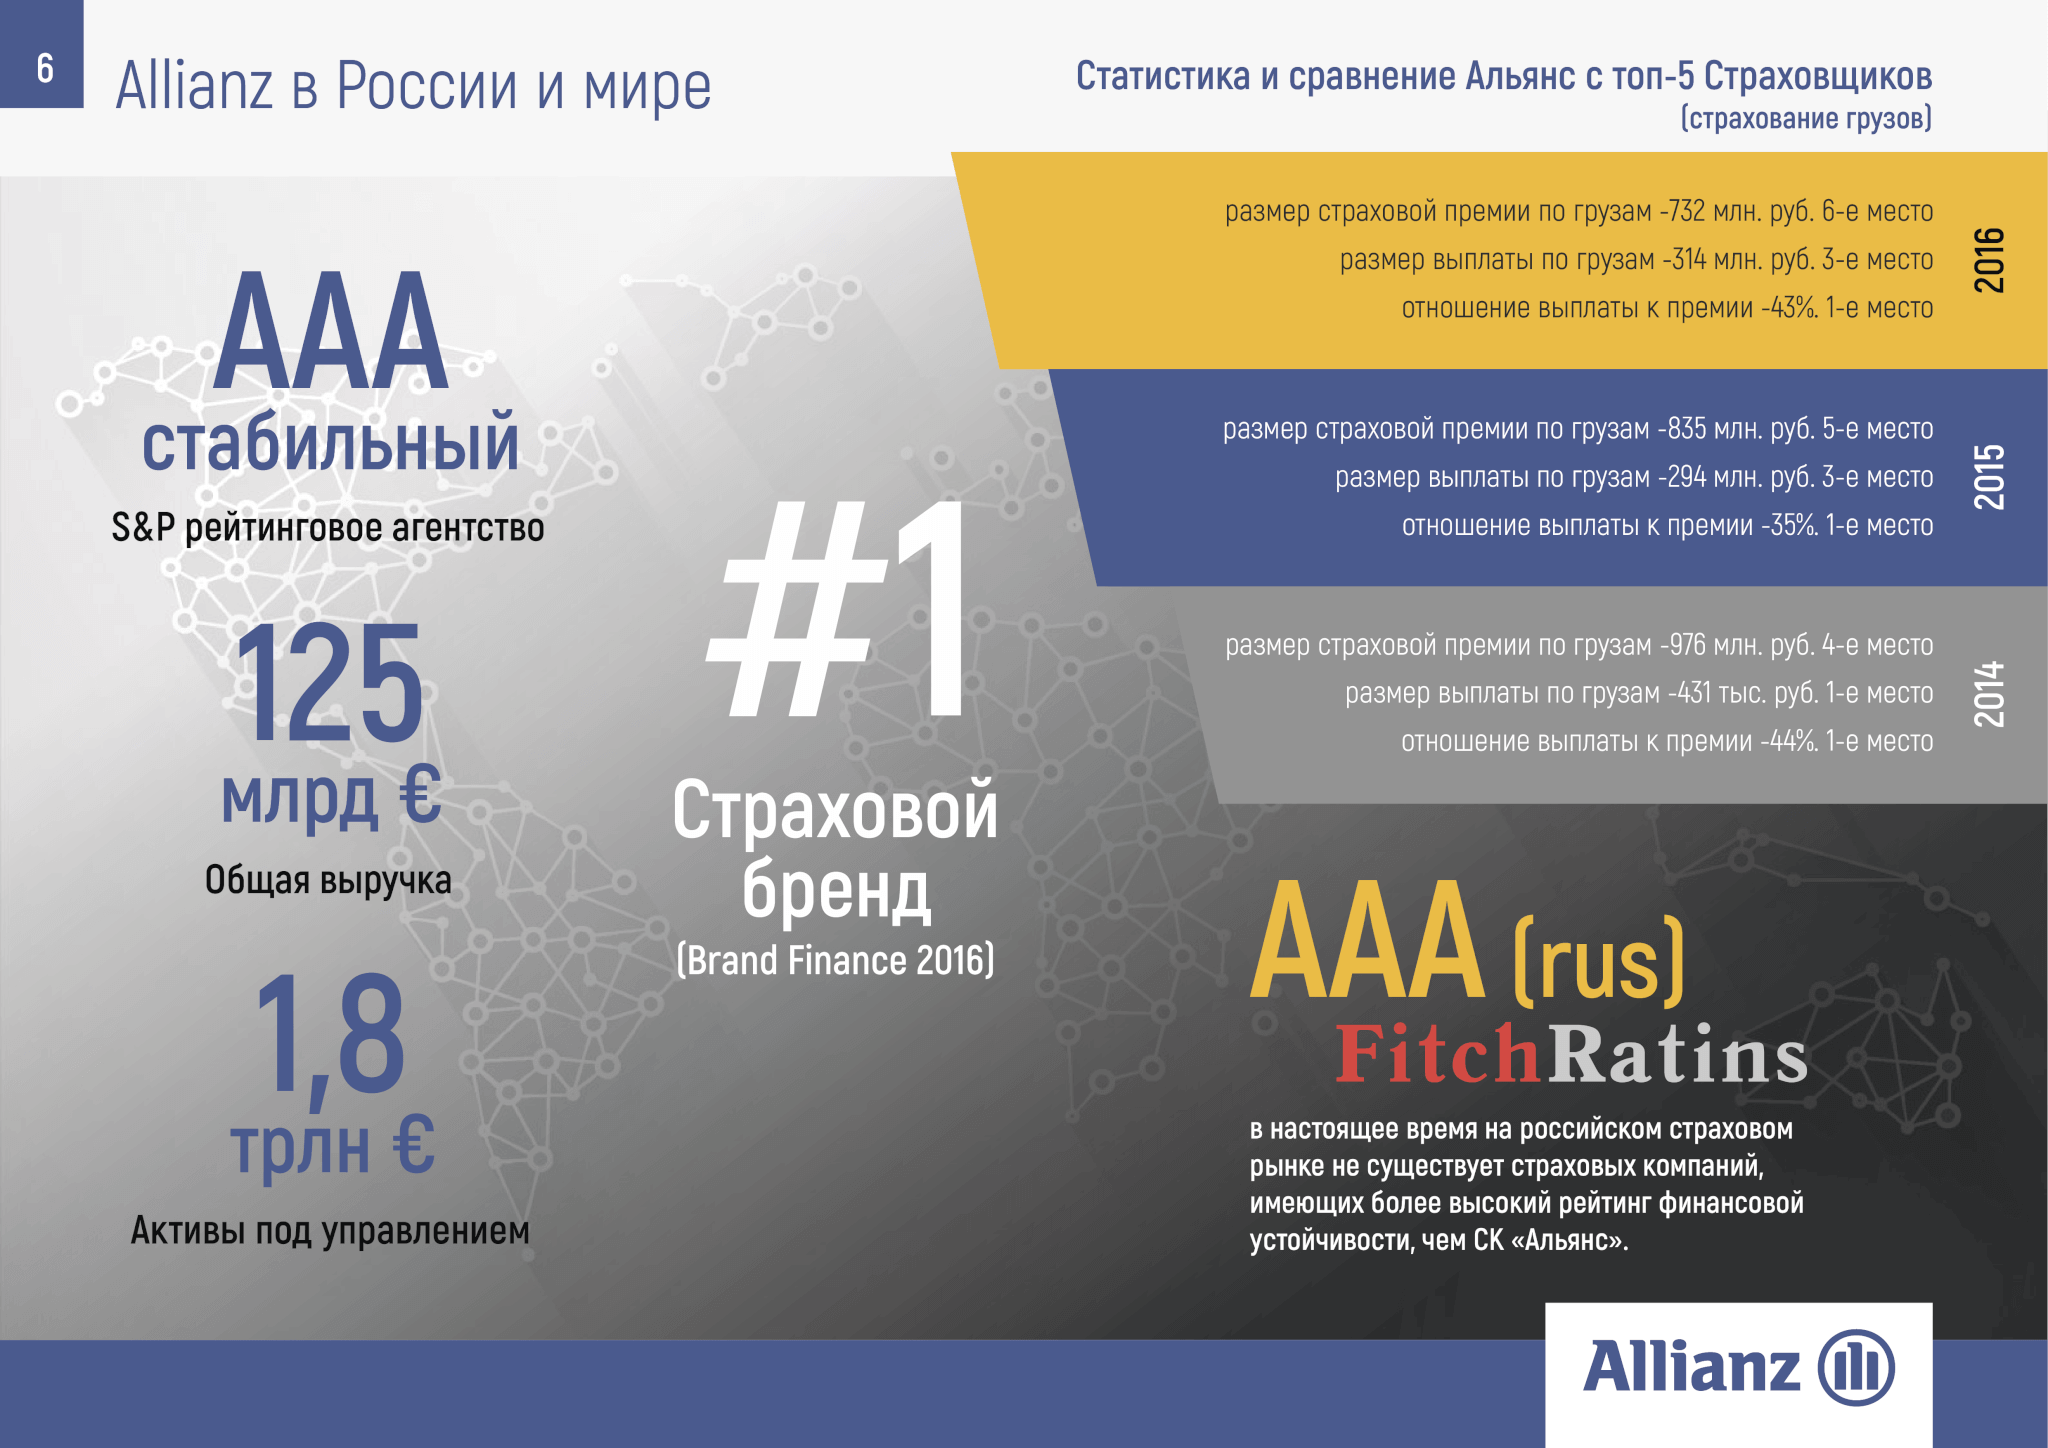 6
Allianz в России и мире
Статистика и сравнение Альянс с топ-5 Страховщиков
(страхование грузов)
размер страховой премии по грузам -732 млн. руб. 6-е место
размер выплаты по грузам -314 млн. руб. 3-е место
отношение выплаты к премии -43%. 1-е место
2016
размер страховой премии по грузам -835 млн. руб. 5-е место
размер выплаты по грузам -294 млн. руб. 3-е место
отношение выплаты к премии -35%. 1-е место
2015
размер страховой премии по грузам -976 млн. руб. 4-е место
размер выплаты по грузам -431 тыс. руб. 1-е место
отношение выплаты к премии -44%. 1-е место
2014
AAA
стабильный
S&P рейтинговое агентство
125
млрд €
Общая выручка
1,8
трлн €
Активы под управлением
#1
Страховой
бренд
(Brand Finance 2016)
AAA (rus)
FitchRatins
в настоящее время на российском страховом
рынке не существует страховых компаний,
имеющих более высокий рейтинг финансовой
устойчивости, чем СК «Альянс».
Allianz